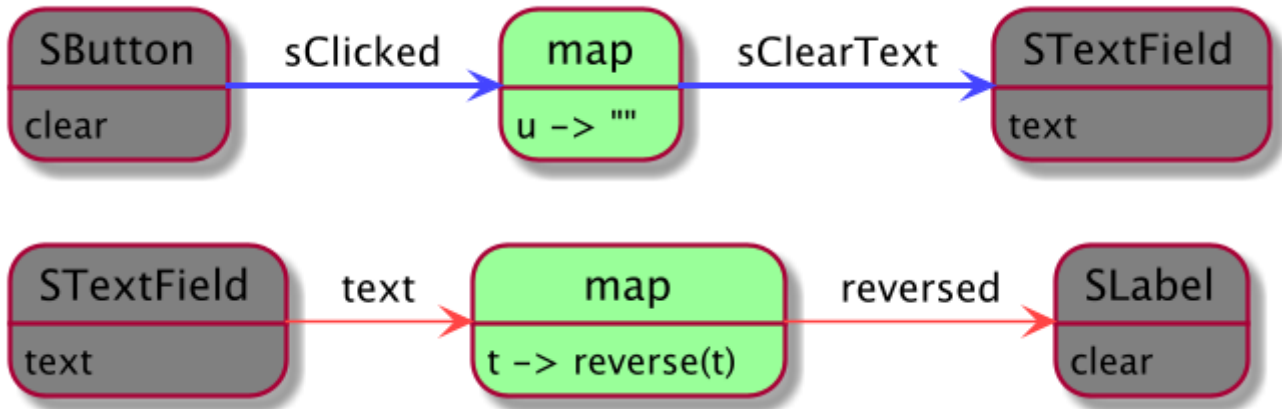 SButton sClicked map sClearText STextField
clear u -> "" text
STextField text map reversed SLabel
text t -> reverse(t) clear